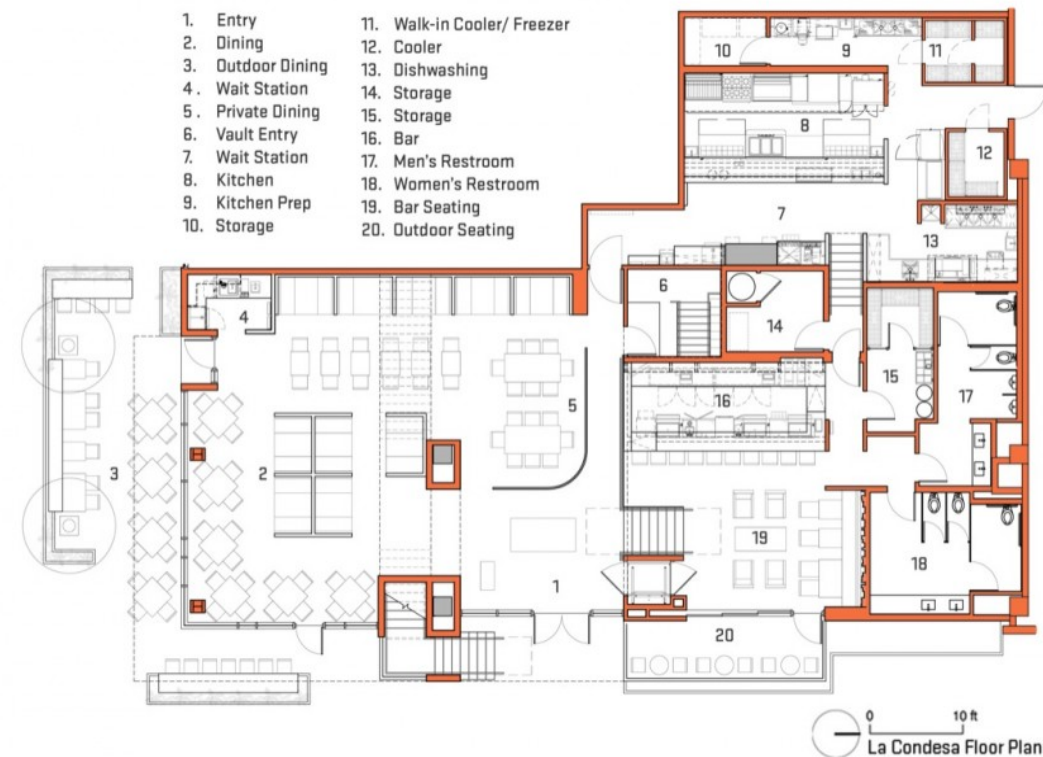 1. Entry
2. Dining
3. Outdoor Dining
4. Wait Station
5. Private Dining
6. Vault Entry
7. Wait Station
8. Kitchen
9. Kitchen Prep
10. Storage
11. Walk-in Cooler/ Freezer
12. Cooler
13. Dishwashing
14. Storage
15. Storage
16. Bar
17. Men's Restroom
18. Women's Restroom
19. Bar Seating
20. Outdoor Seating
10
9
11
8
12
7
13
6
4
14
15
16
17
5
3
2
19
18
1
20
0 10 ft
La Condesa Floor Plan